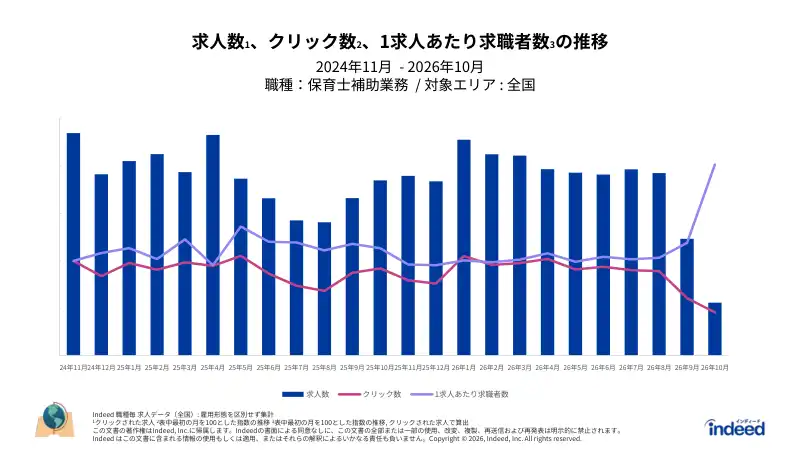 求人数1、クリック数2、1求人あたり求職者数3の推移
2024年11月 - 2026年10月
職種：保育士補助業務 / 対象エリア : 全国
24年11月 24年12月 25年1月 25年2月 25年3月 25年4月 25年5月 25年6月 25年7月 25年8月 25年9月 25年10月 25年11月 25年12月 26年1月 26年2月 26年3月 26年4月 26年5月 26年6月 26年7月 26年8月 26年9月 26年10月
求人数 クリック数 1求人あたり求職者数
Indeed 職種毎 求人データ（全国）: 雇用形態を区別せず集計
¹クリックされた求人 ²表中最初の月を100とした指数の推移 ³表中最初の月を100とした指数の推移, クリックされた求人で算出
この文書の著作権はIndeed, Inc.に帰属します。Indeedの書面による同意なしに、この文書の全部または一部の使用、改変、複製、再送信および再発表は明示的に禁止されます。
Indeed はこの文書に含まれる情報の使用もしくは適用、またはそれらの解釈によるいかなる責任も負いません。Copyright © 2026, Indeed, Inc. All rights reserved.
インディード
indeed